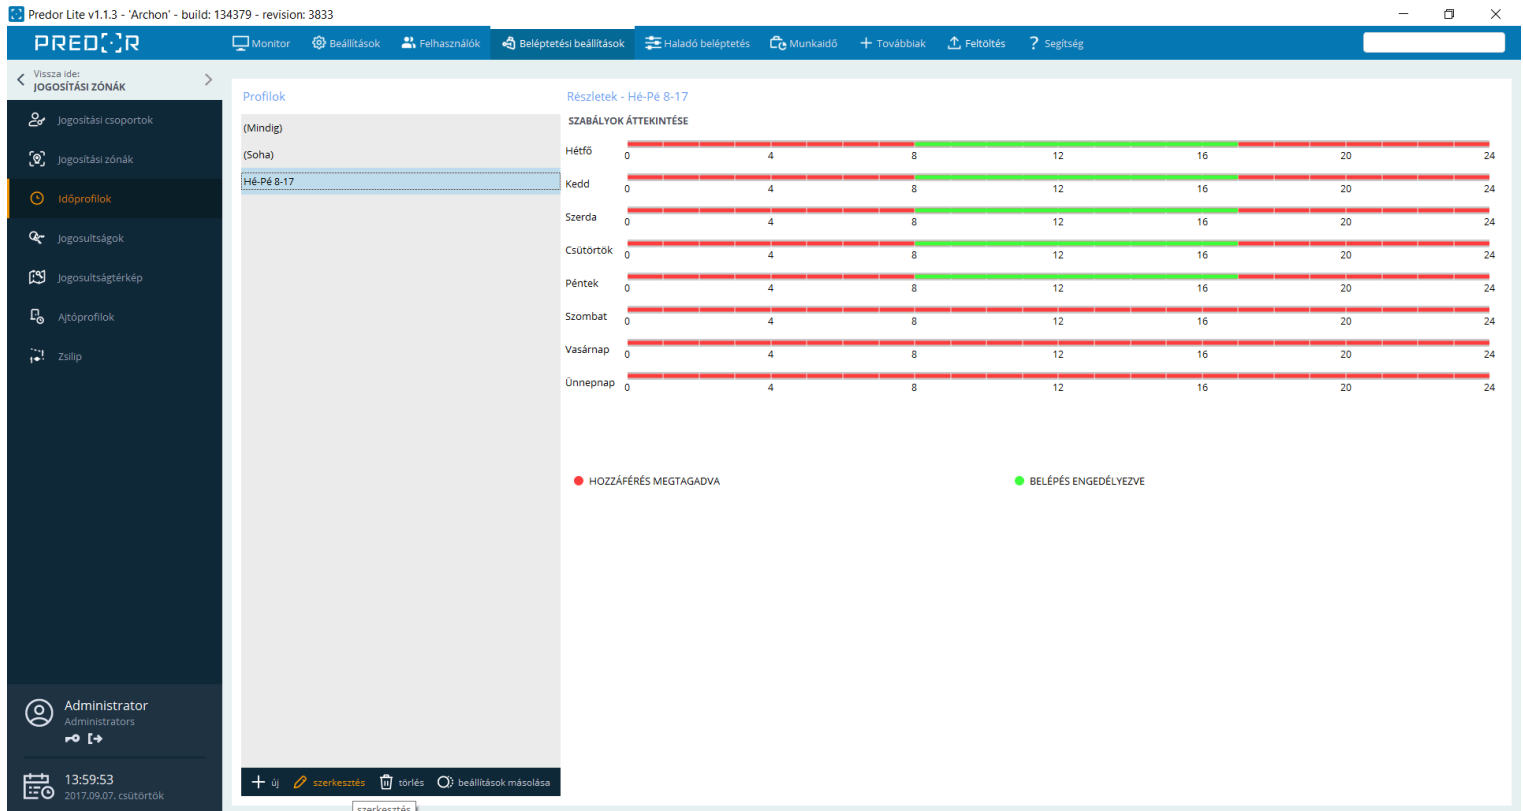 Predor Lite v1.1.3 - 'Archon' - build: 134379 - revision: 3833
PREDOR
Monitor
Beállítások
Felhasználók
Beléptetési beállítások
Haladó beléptetés
Munkaidő
Továbbiak
Feltöltés
Segítség
Vissza ide:
JOGOSÍTÁSI ZÓNÁK
Jogosítási csoportok
Jogosítási zónák
Időprofilok
Jogosultságok
Jogosultságtérkép
Ajtóprofilok
Zsilip
Administrator
Administrators
13:59:53
2017.09.07. csütörtök
Profilok
(Mindig)
(Soha)
Hé-Pé 8-17
új
szerkesztés
törlés
beállítások másolása
szerkesztés
Részletek - Hé-Pé 8-17
SZABÁLYOK ÁTTEKINTÉSE
Hétfő
0 4 8 12 16 20 24
Kedd
0 4 8 12 16 20 24
Szerda
0 4 8 12 16 20 24
Csütörtök
0 4 8 12 16 20 24
Péntek
0 4 8 12 16 20 24
Szombat
0 4 8 12 16 20 24
Vasárnap
0 4 8 12 16 20 24
Ünnepnap
0 4 8 12 16 20 24
HOZZÁFÉRÉS MEGTAGADVA
BELÉPÉS ENGEDÉLYEZVE